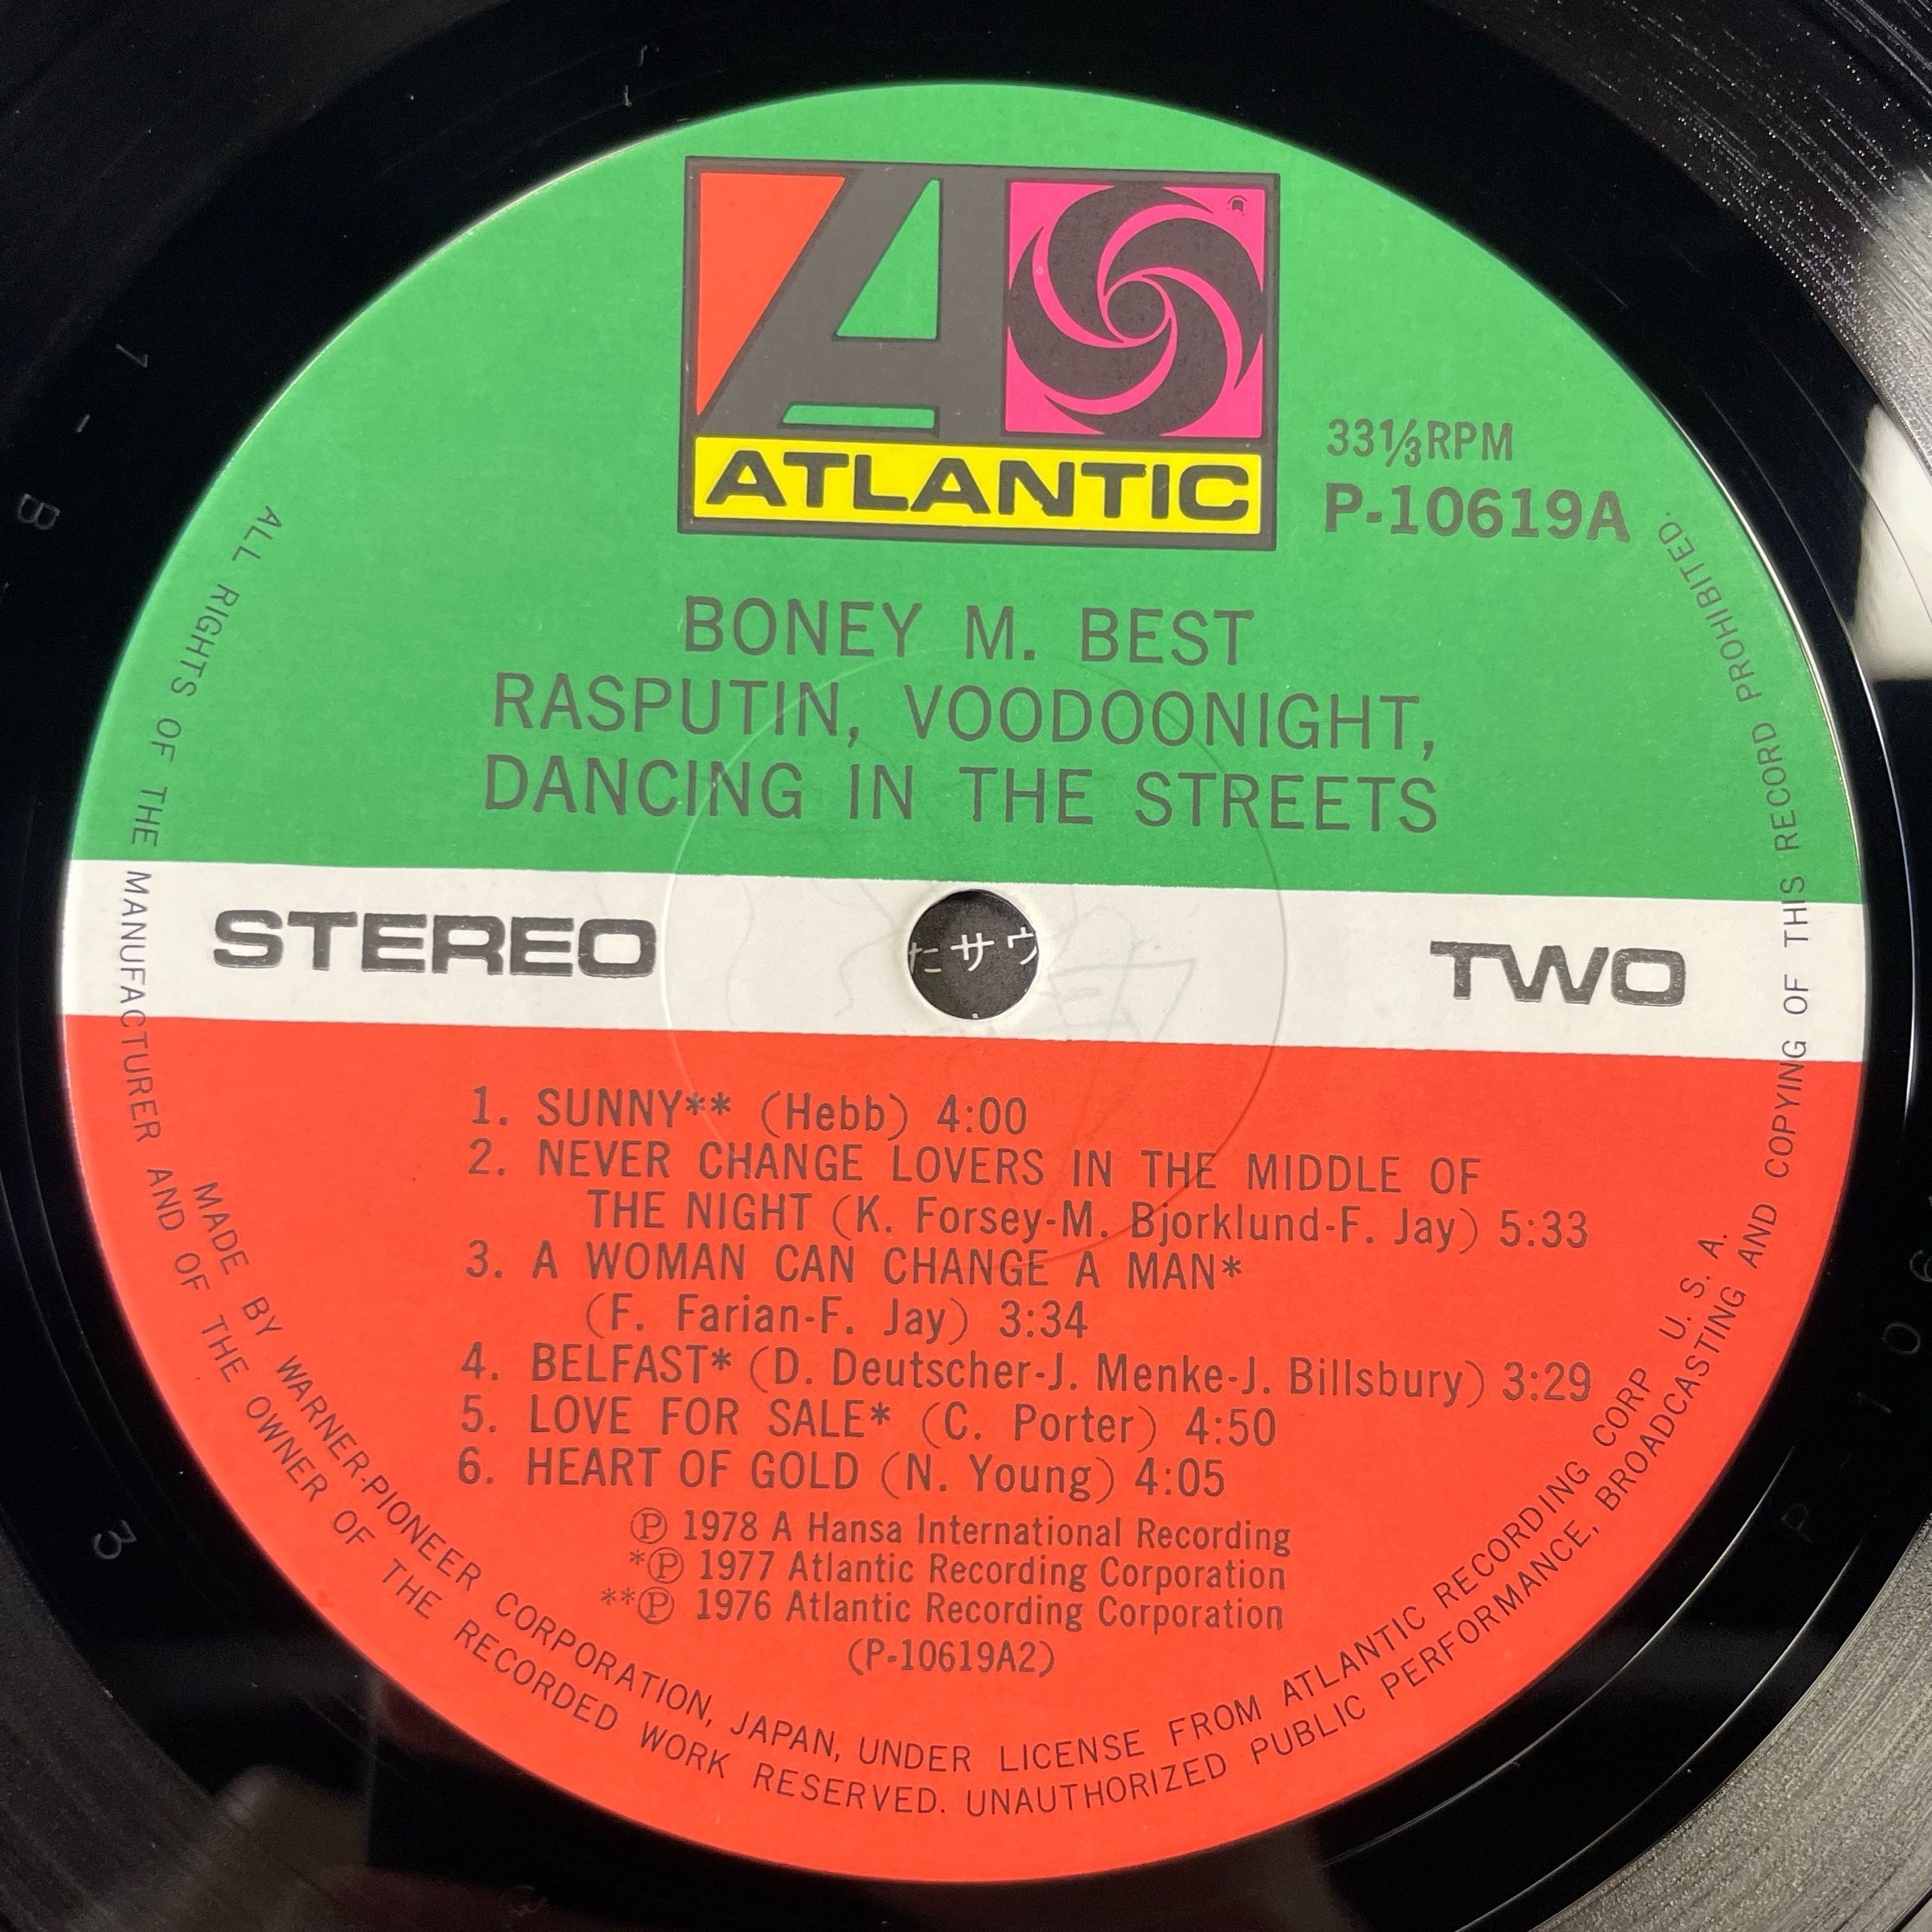 ATLANTIC
33⅓RPM
P-10619A
BONEY M. BEST
RASPUTIN, VOODOONIGHT,
DANCING IN THE STREETS
STEREO
たサウ
TWO
1. SUNNY** (Hebb) 4:00
2. NEVER CHANGE LOVERS IN THE MIDDLE OF
THE NIGHT (K. Forsey-M. Bjorklund-F. Jay) 5:33
3. A WOMAN CAN CHANGE A MAN*
(F. Farian-F. Jay) 3:34
4. BELFAST* (D. Deutscher-J. Menke-J. Billsbury) 3:29
5. LOVE FOR SALE* (C. Porter) 4:50
6. HEART OF GOLD (N. Young) 4:05
Ⓟ 1978 A Hansa International Recording
*Ⓟ 1977 Atlantic Recording Corporation
**Ⓟ 1976 Atlantic Recording Corporation
(P-10619A2)
MADE BY WARNER-PIONEER CORPORATION, JAPAN, UNDER LICENSE FROM ATLANTIC RECORDING CORP U. S. A.
ALL RIGHTS OF THE MANUFACTURER AND OF THE OWNER OF THE RECORDED WORK RESERVED. UNAUTHORIZED PUBLIC PERFORMANCE, BROADCASTING AND COPYING OF THIS RECORD PROHIBITED.
B-1
3
P 10